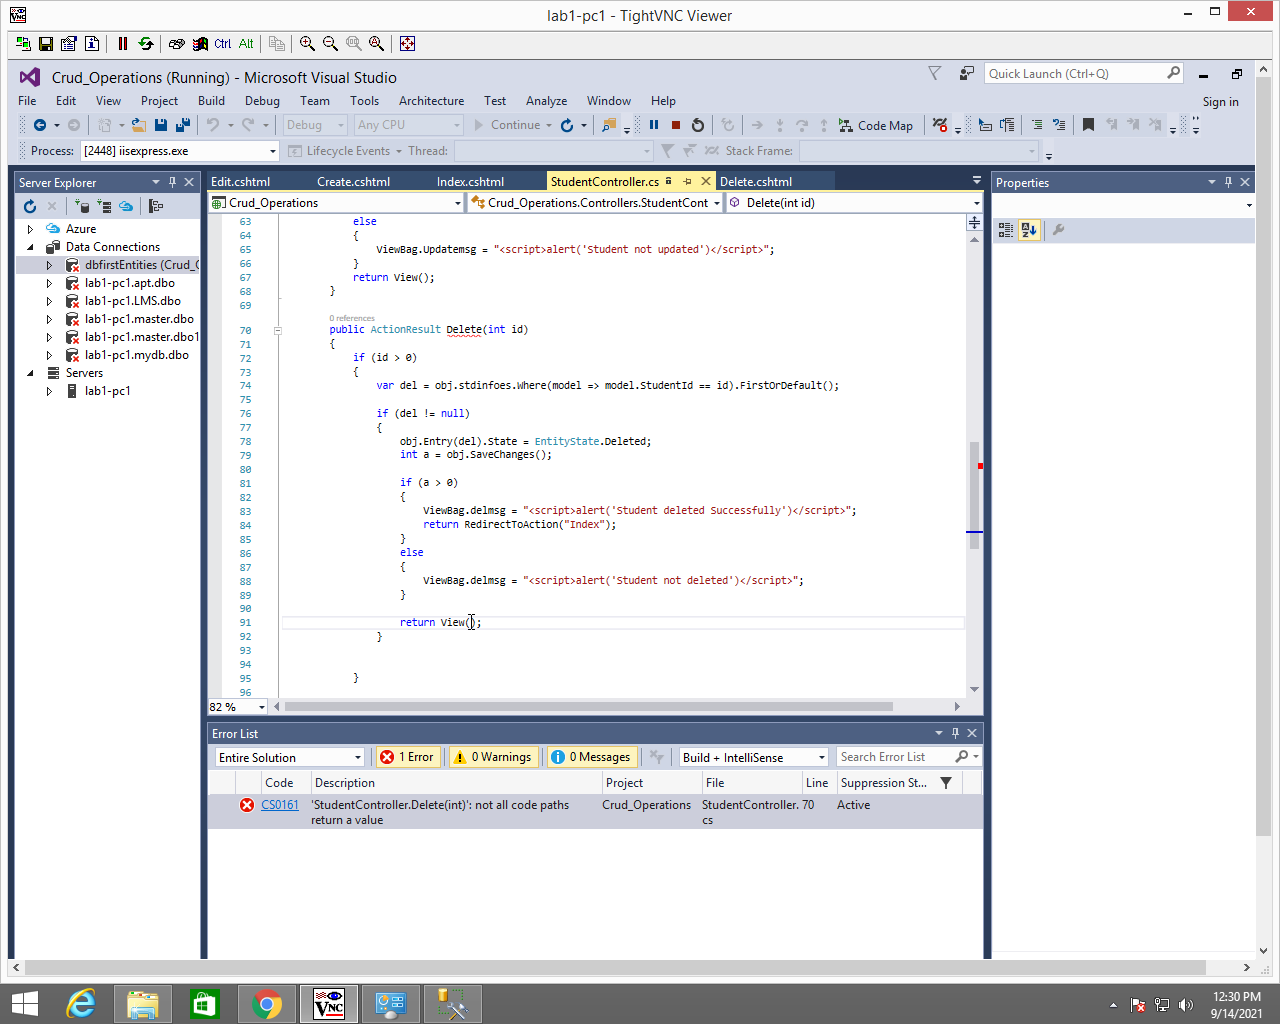 lab1-pc1 - TightVNC Viewer
Ctrl Alt
Crud_Operations (Running) - Microsoft Visual Studio
Quick Launch (Ctrl+Q)
File Edit View Project Build Debug Team Tools Architecture Test Analyze Window Help
Sign in
Debug Any CPU Continue Code Map
Process: [2448] iisexpress.exe Lifecycle Events Thread: Stack Frame:
Server Explorer
Azure
Data Connections
dbfirstEntities (Crud_
lab1-pc1.apt.dbo
lab1-pc1.LMS.dbo
lab1-pc1.master.dbo
lab1-pc1.master.dbo1
lab1-pc1.mydb.dbo
Servers
lab1-pc1
Edit.cshtml Create.cshtml Index.cshtml StudentController.cs Delete.cshtml
Crud_Operations Crud_Operations.Controllers.StudentCont Delete(int id)
63 else
64 {
65 ViewBag.Updatemsg = "<script>alert('Student not updated')</script>";
66 }
67 return View();
68 }
69
0 references
70 public ActionResult Delete(int id)
71 {
72 if (id > 0)
73 {
74 var del = obj.stdinfoes.Where(model => model.StudentId == id).FirstOrDefault();
75
76 if (del != null)
77 {
78 obj.Entry(del).State = EntityState.Deleted;
79 int a = obj.SaveChanges();
80
81 if (a > 0)
82 {
83 ViewBag.delmsg = "<script>alert('Student deleted Successfully')</script>";
84 return RedirectToAction("Index");
85 }
86 else
87 {
88 ViewBag.delmsg = "<script>alert('Student not deleted')</script>";
89 }
90
91 return View();
92 }
93
94
95 }
96
82 %
Properties
Error List
Entire Solution 1 Error 0 Warnings 0 Messages Build + IntelliSense Search Error List
Code Description Project File Line Suppression St...
CS0161 'StudentController.Delete(int)': not all code paths return a value Crud_Operations StudentController.cs 70 Active
12:30 PM
9/14/2021